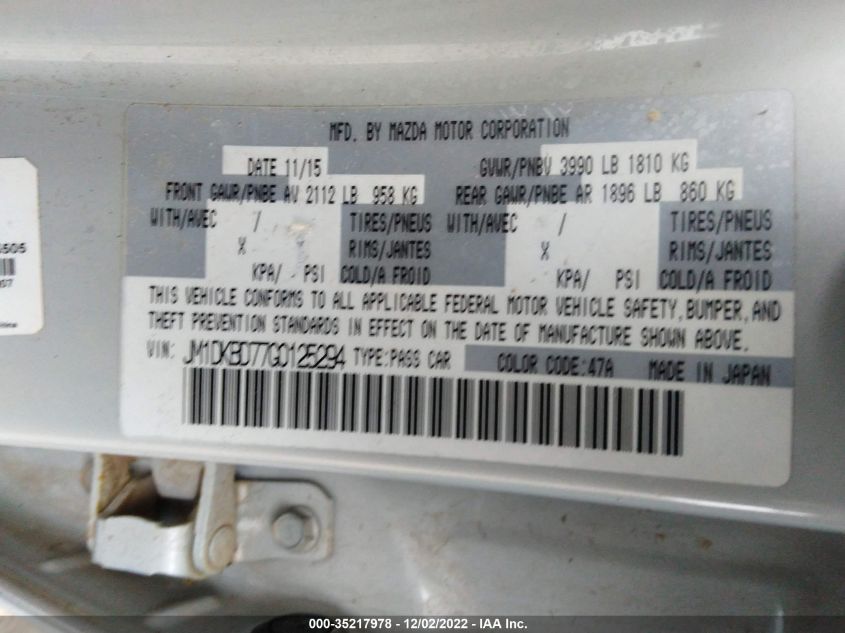 MFD. BY MAZDA MOTOR CORPORATION
DATE 11/15 GVWR/PNBV 3990 LB 1810 KG
FRONT GAWR/PNBE AV 2112 LB 958 KG REAR GAWR/PNBE AR 1896 LB 860 KG
WITH/AVEC / TIRES/PNEUS WITH/AVEC / TIRES/PNEUS
X RIMS/JANTES X RIMS/JANTES
KPA/ PSI COLD/A FROID KPA/ PSI COLD/A FROID
THIS VEHICLE CONFORMS TO ALL APPLICABLE FEDERAL MOTOR VEHICLE SAFETY,BUMPER,AND
THEFT PREVENTION STANDARDS IN EFFECT ON THE DATE OF MANUFACTURE SHOWN ABOVE.
VIN: JM1DKBD77G0125294 TYPE:PASS CAR COLOR CODE:47A MADE IN JAPAN
000-35217978 - 12/02/2022 - IAA Inc.